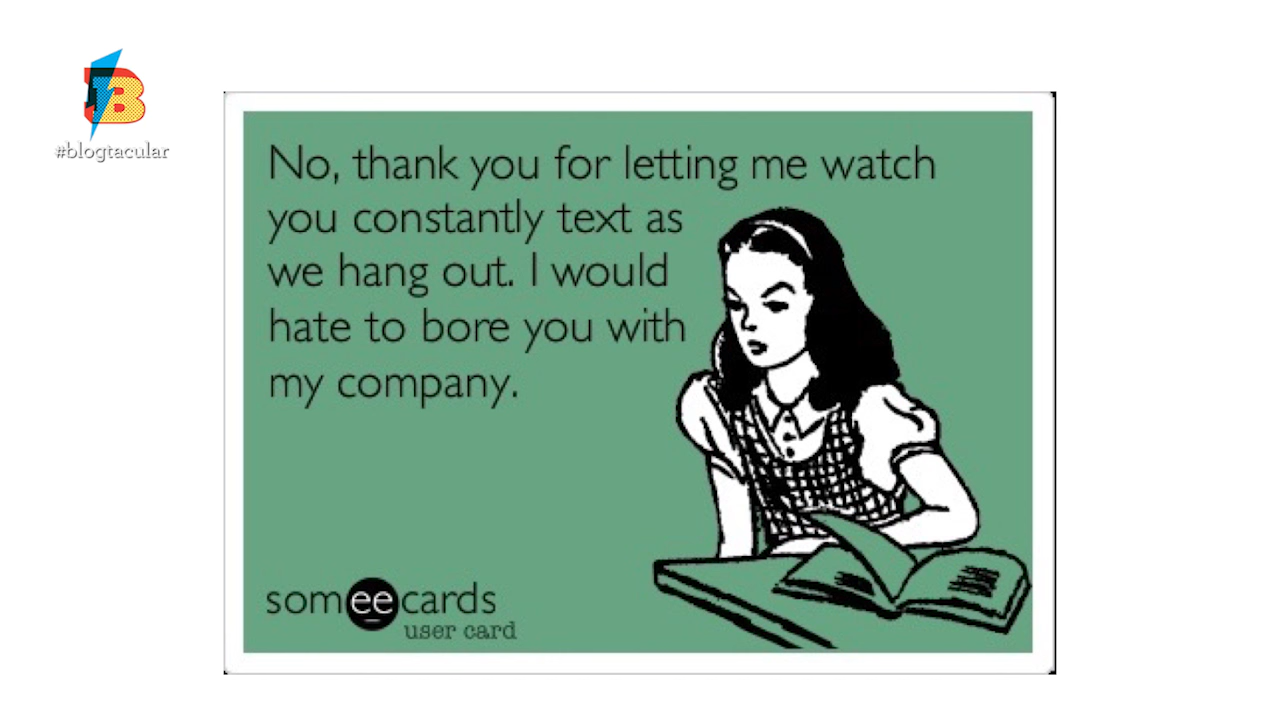 B
#blogtacular
No, thank you for letting me watch
you constantly text as
we hang out. I would
hate to bore you with
my company.
someecards
user card